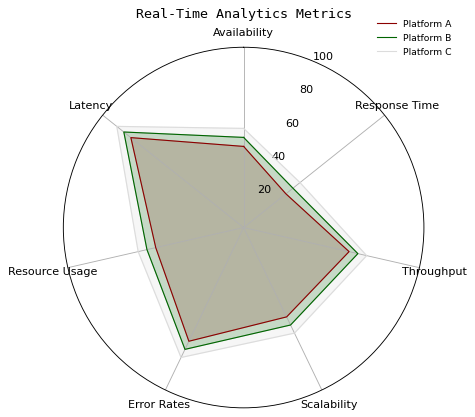 Real-Time Analytics Metrics
Platform A
Platform B
Platform C
Availability
100
80
60
40
20
Latency
Response Time
Resource Usage
Throughput
Error Rates
Scalability